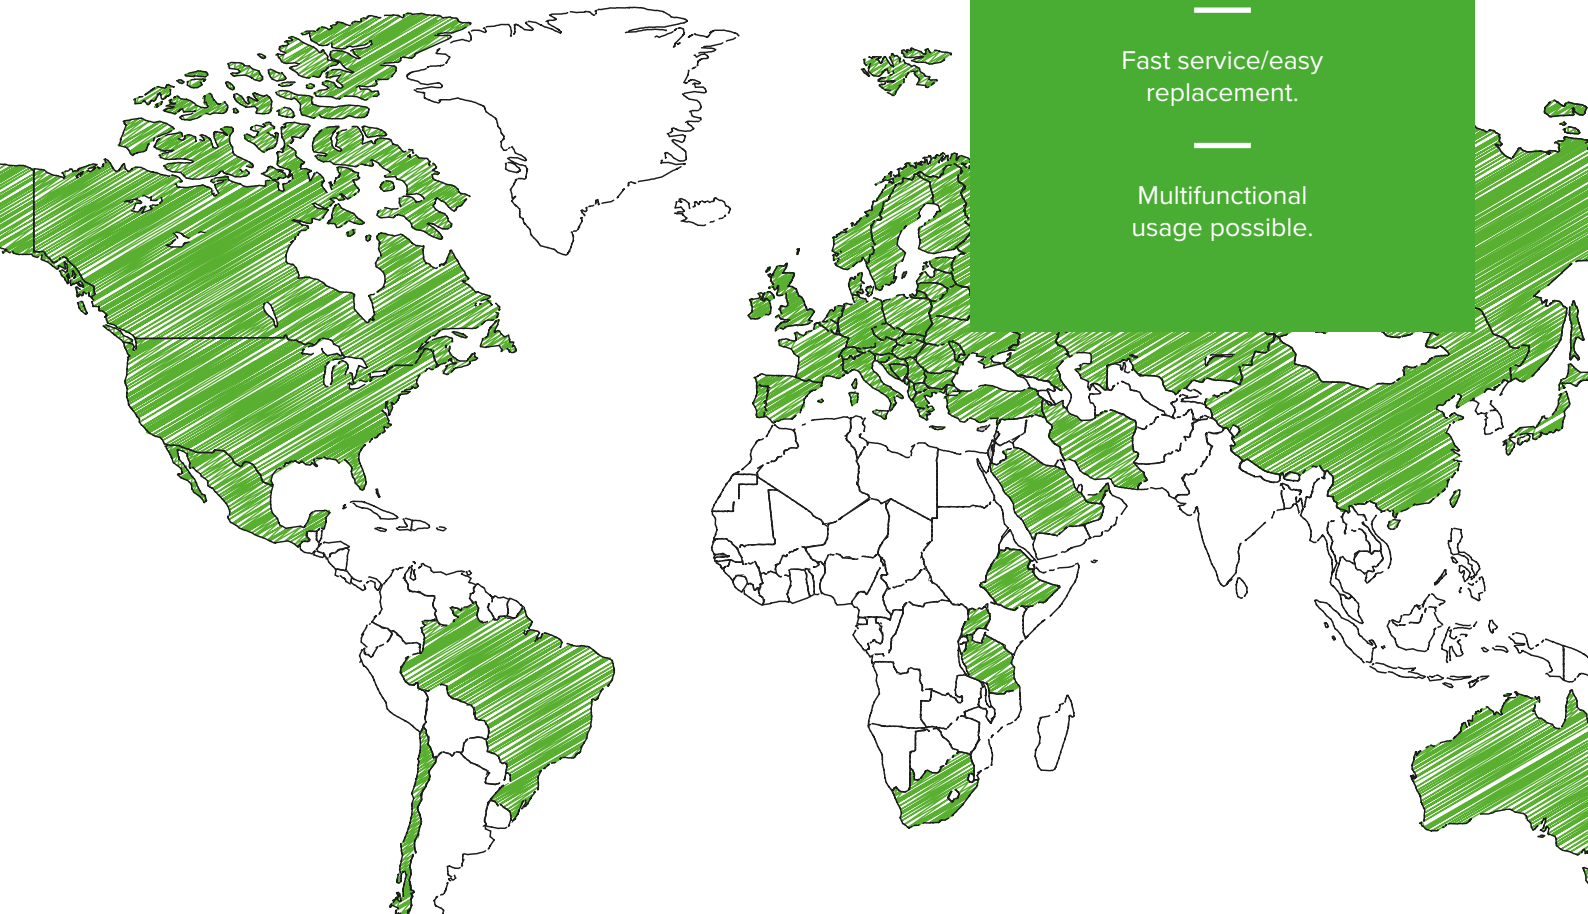 Fast service/easy
replacement.
Multifunctional
usage possible.